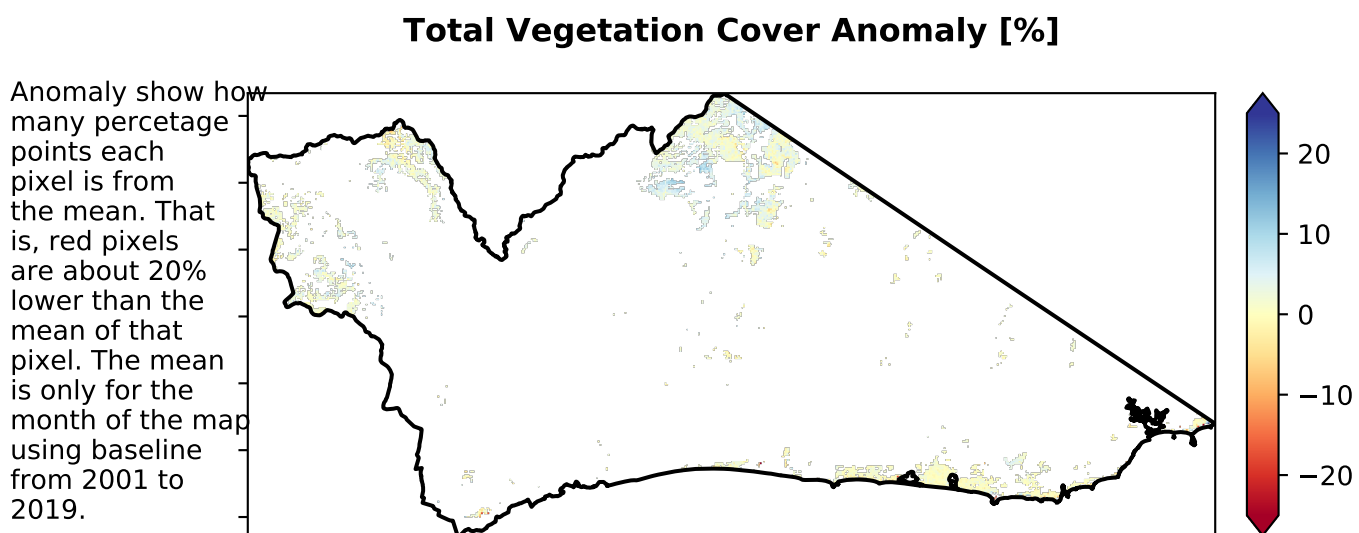 Total Vegetation Cover Anomaly [%]
Anomaly show how
many percetage
points each
pixel is from
the mean. That
is, red pixels
are about 20%
lower than the
mean of that
pixel. The mean
is only for the
month of the map
using baseline
from 2001 to
2019.
20
10
0
−10
−20